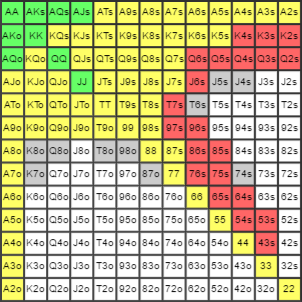 AA AKs AQs AJs ATs A9s A8s A7s A6s A5s A4s A3s A2s
AKo KK KQs KJs KTs K9s K8s K7s K6s K5s K4s K3s K2s
AQo KQo QQ QJs QTs Q9s Q8s Q7s Q6s Q5s Q4s Q3s Q2s
AJo KJo QJo JJ JTs J9s J8s J7s J6s J5s J4s J3s J2s
ATo KTo QTo JTo TT T9s T8s T7s T6s T5s T4s T3s T2s
A9o K9o Q9o J9o T9o 99 98s 97s 96s 95s 94s 93s 92s
A8o K8o Q8o J8o T8o 98o 88 87s 86s 85s 84s 83s 82s
A7o K7o Q7o J7o T7o 97o 87o 77 76s 75s 74s 73s 72s
A6o K6o Q6o J6o T6o 96o 86o 76o 66 65s 64s 63s 62s
A5o K5o Q5o J5o T5o 95o 85o 75o 65o 55 54s 53s 52s
A4o K4o Q4o J4o T4o 94o 84o 74o 64o 54o 44 43s 42s
A3o K3o Q3o J3o T3o 93o 83o 73o 63o 53o 43o 33 32s
A2o K2o Q2o J2o T2o 92o 82o 72o 62o 52o 42o 32o 22